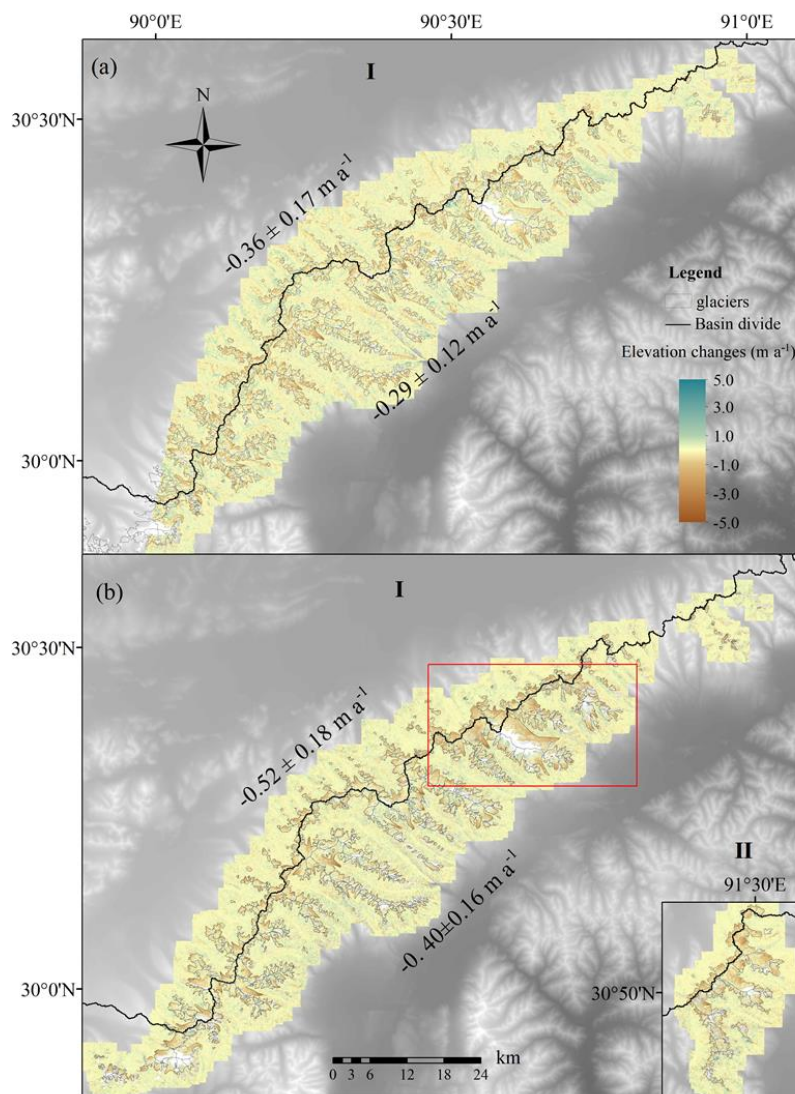 90°0'E 90°30'E 91°0'E
(a)
I
N
30°30'N
-0.36 ± 0.17 m a⁻¹
Legend
glaciers
Basin divide
Elevation changes (m a⁻¹)
5.0
3.0
1.0
-1.0
-3.0
-5.0
-0.29 ± 0.12 m a⁻¹
30°0'N
(b)
I
30°30'N
-0.52 ± 0.18 m a⁻¹
-0.40±0.16 m a⁻¹
II
91°30'E
30°50'N
30°0'N
km
0 3 6 12 18 24